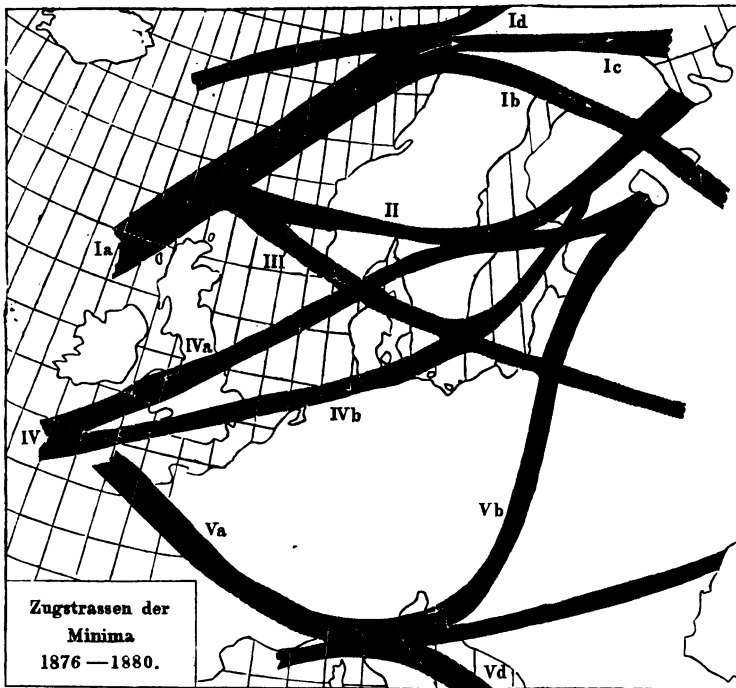 Id
Ic
Ib
II
Ia
III
IVa
IVb
IV
Vb
Va
Zugstrassen der
Minima
1876 — 1880.
Vd